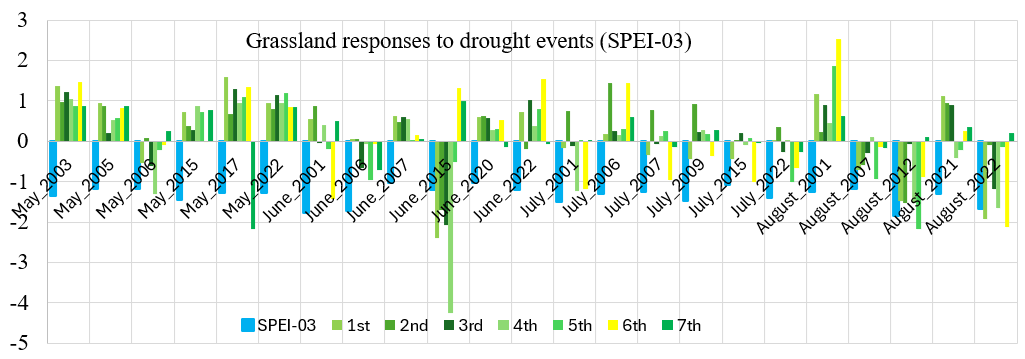 3
Grassland responses to drought events (SPEI-03)
2
1
0
-1
-2
-3
-4
-5
May_2003
May_2005
May_2006
May_2015
May_2017
May_2022
June_2001
June_2006
June_2007
June_2015
June_2020
June_2022
July_2001
July_2006
July_2007
July_2009
July_2015
July_2022
August_2001
August_2007
August_2012
August_2021
August_2022
SPEI-03 1st 2nd 3rd 4th 5th 6th 7th